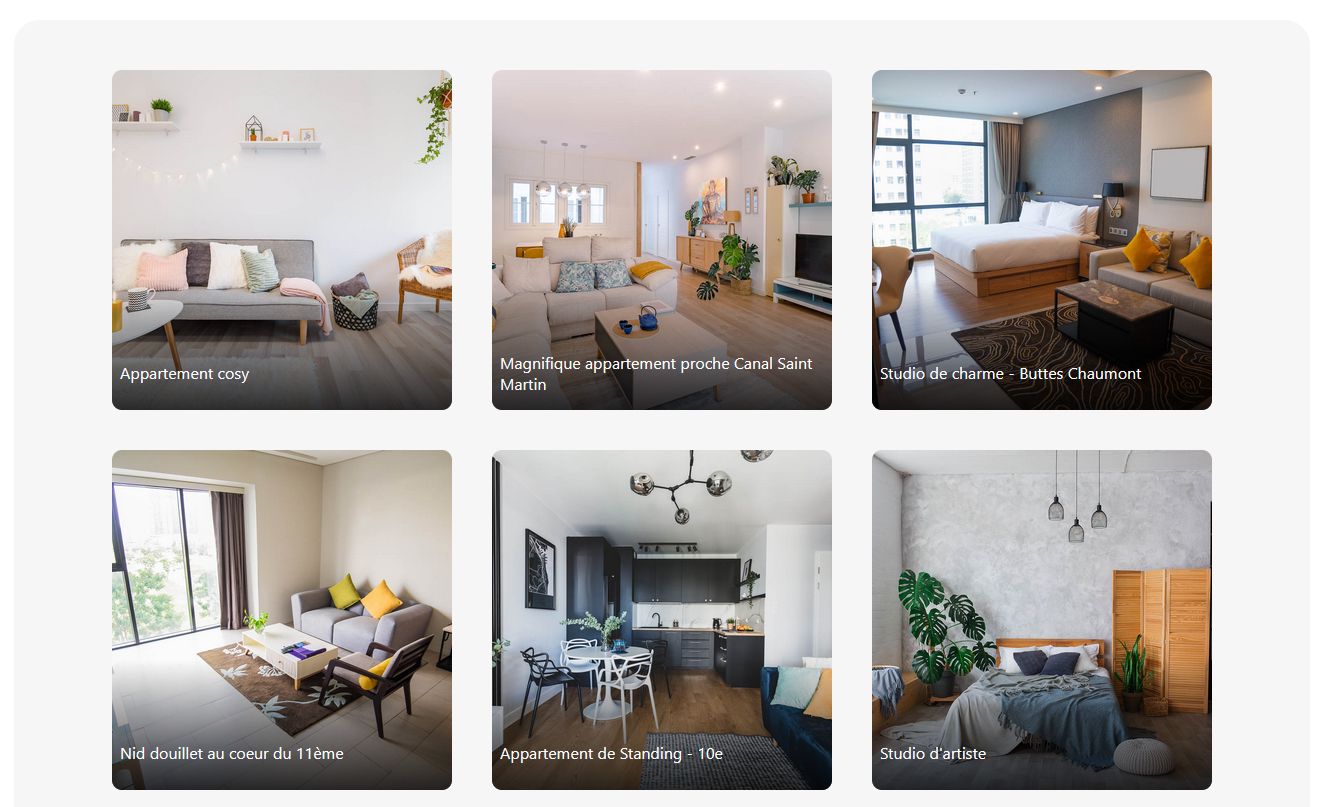 Appartement cosy
Magnifique appartement proche Canal Saint
Martin
Studio de charme - Buttes Chaumont
Nid douillet au coeur du 11ème
Appartement de Standing - 10e
Studio d'artiste